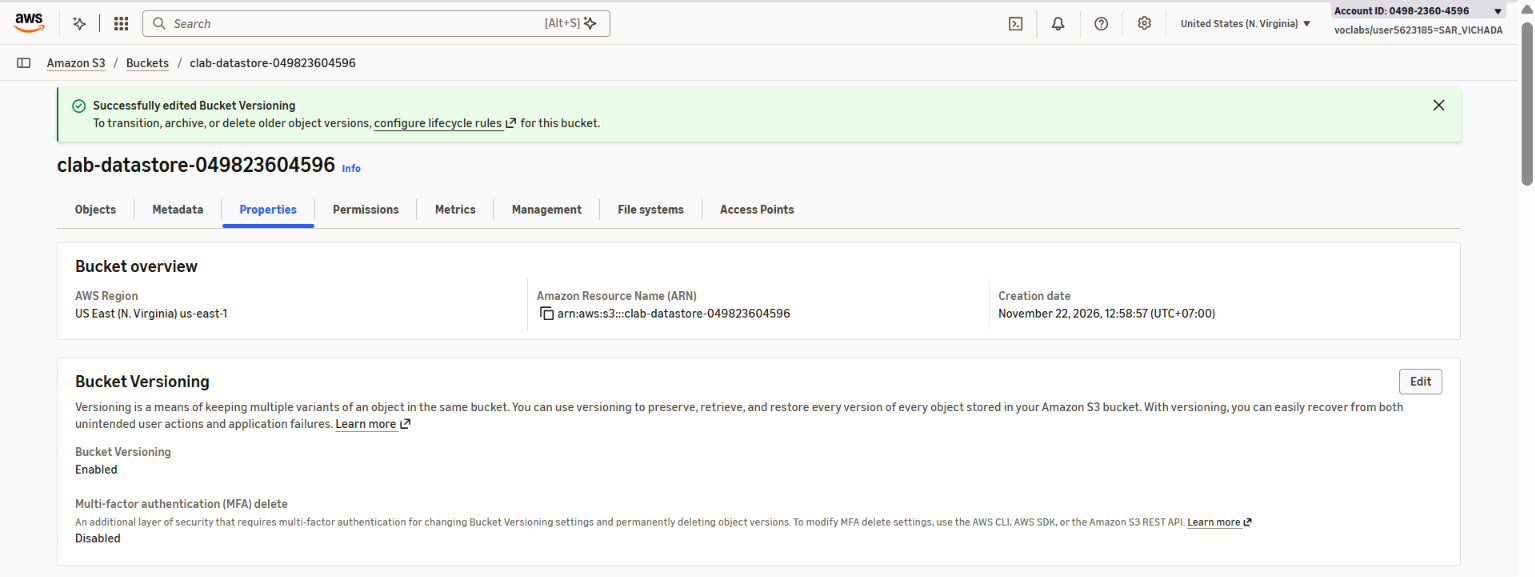 aws
Search [Alt+S]
United States (N. Virginia) ▼
Account ID: 0498-2360-4596 ▼
voclabs/user5623185=SAR_VICHADA
Amazon S3 / Buckets / clab-datastore-049823604596
Successfully edited Bucket Versioning
To transition, archive, or delete older object versions, configure lifecycle rules for this bucket.
clab-datastore-049823604596 Info
Objects Metadata Properties Permissions Metrics Management File systems Access Points
Bucket overview
AWS Region
US East (N. Virginia) us-east-1
Amazon Resource Name (ARN)
arn:aws:s3:::clab-datastore-049823604596
Creation date
November 22, 2026, 12:58:57 (UTC+07:00)
Bucket Versioning
Edit
Versioning is a means of keeping multiple variants of an object in the same bucket. You can use versioning to preserve, retrieve, and restore every version of every object stored in your Amazon S3 bucket. With versioning, you can easily recover from both
unintended user actions and application failures. Learn more
Bucket Versioning
Enabled
Multi-factor authentication (MFA) delete
An additional layer of security that requires multi-factor authentication for changing Bucket Versioning settings and permanently deleting object versions. To modify MFA delete settings, use the AWS CLI, AWS SDK, or the Amazon S3 REST API. Learn more
Disabled